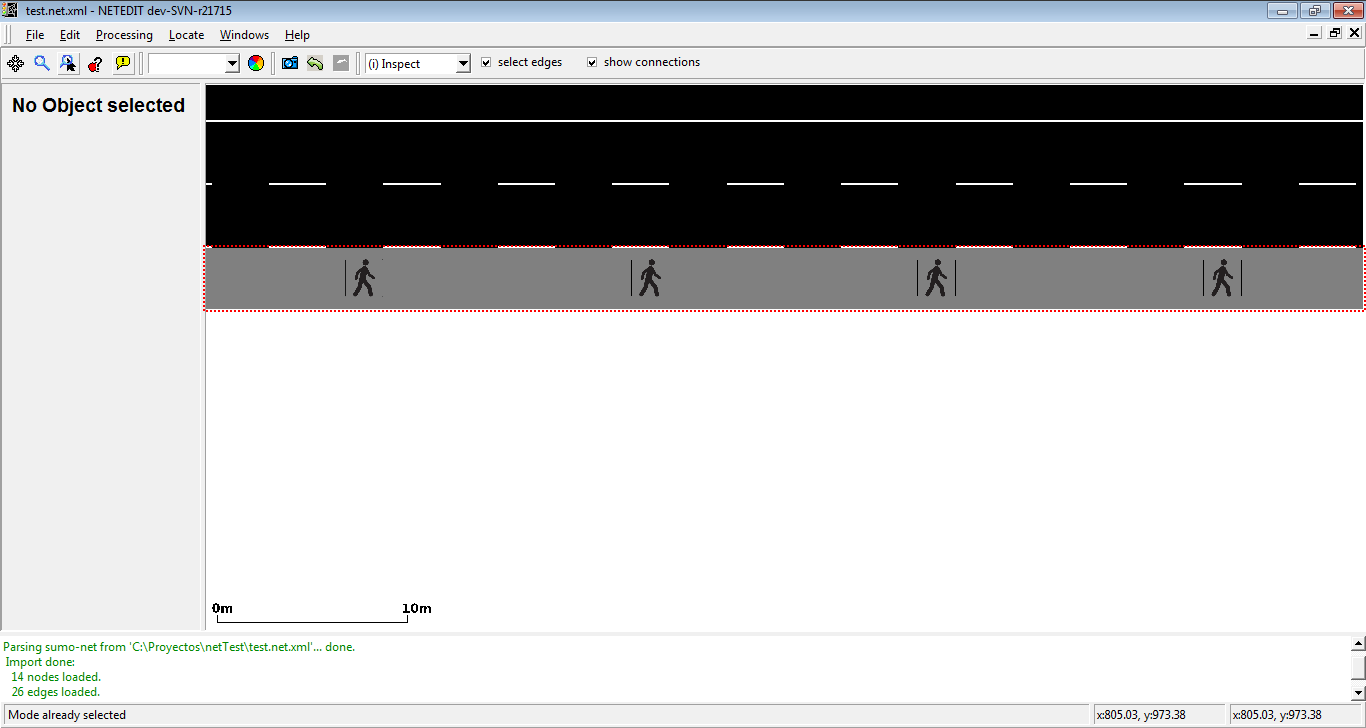 test.net.xml - NETEDIT dev-SVN-r21715
File Edit Processing Locate Windows Help
(i) Inspect select edges show connections
No Object selected
0m 10m
Parsing sumo-net from 'C:\Proyectos\netTest\test.net.xml'... done.
Import done:
14 nodes loaded.
26 edges loaded.
Mode already selected x:805.03, y:973.38 x:805.03, y:973.38